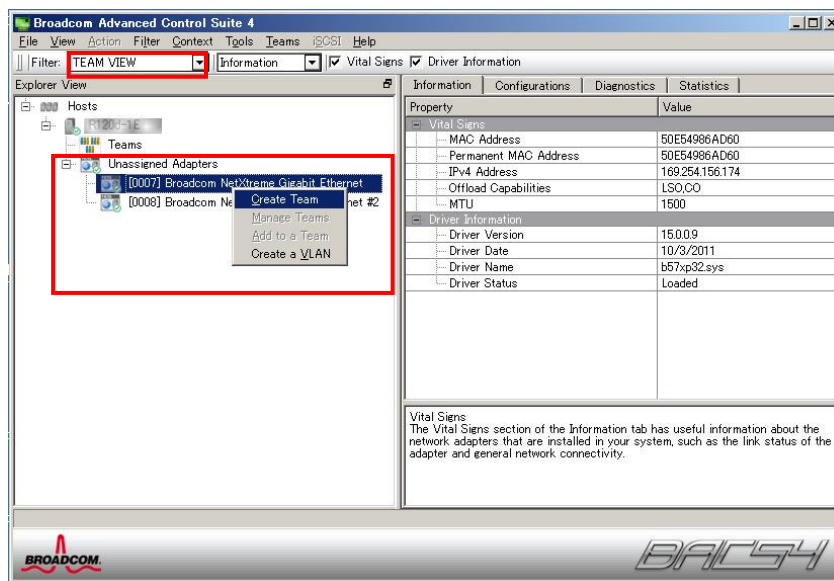 Broadcom Advanced Control Suite 4
File View Action Filter Context Tools Teams iSCSI Help
Filter: TEAM VIEW Information Vital Signs Driver Information
Explorer View
Hosts
Teams
Unassigned Adapters
[0007] Broadcom NetXtreme Gigabit Ethernet
[0008] Broadcom Ne
net #2
Create Team
Manage Teams
Add to a Team
Create a VLAN
Information Configurations Diagnostics Statistics
Property Value
Vital Signs
MAC Address 50E54986AD60
Permanent MAC Address 50E54986AD60
IPv4 Address 169.254.156.174
Offload Capabilities LSO,CO
MTU 1500
Driver Information
Driver Version 15.0.0.9
Driver Date 10/3/2011
Driver Name b57xp32.sys
Driver Status Loaded
Vital Signs
The Vital Signs section of the Information tab has useful information about the
network adapters that are installed in your system, such as the link status of the
adapter and general network connectivity.
BROADCOM.
BACS4